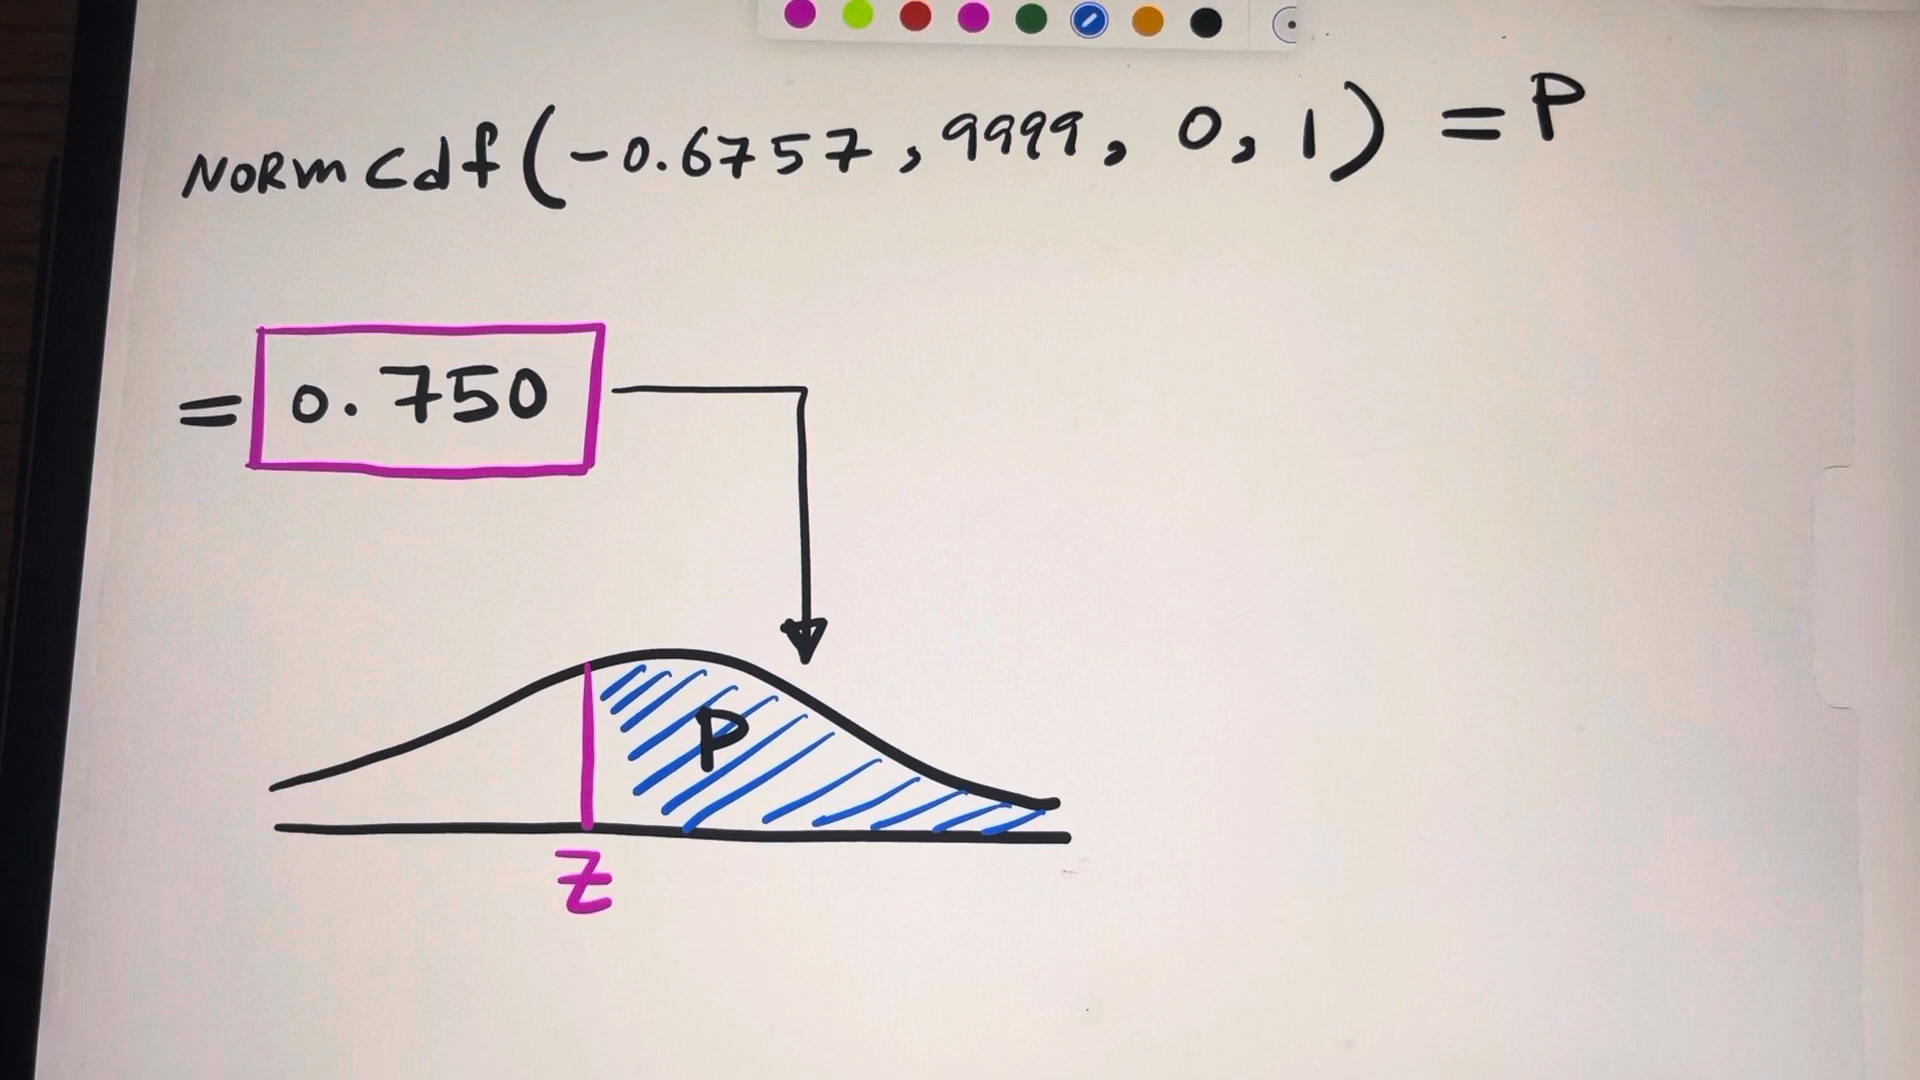 NORMcdf(-0.6757, 9999, 0, 1) = P
= 0.750
P
Z